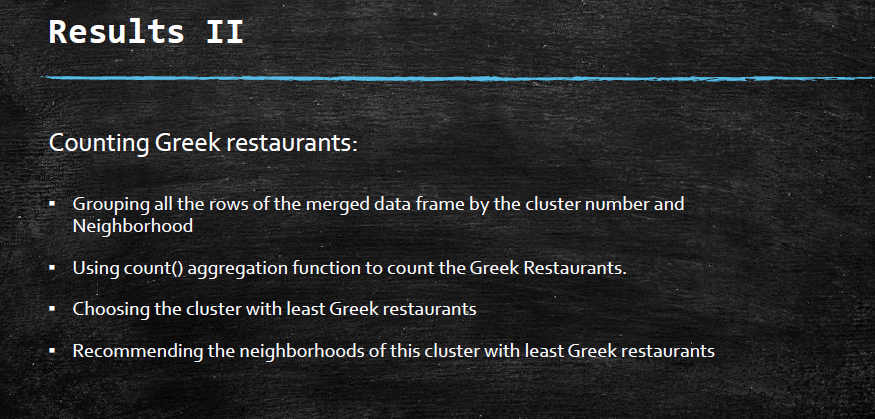 Results II
Counting Greek restaurants:
▪ Grouping all the rows of the merged data frame by the cluster number and
Neighborhood
▪ Using count() aggregation function to count the Greek Restaurants.
▪ Choosing the cluster with least Greek restaurants
▪ Recommending the neighborhoods of this cluster with least Greek restaurants